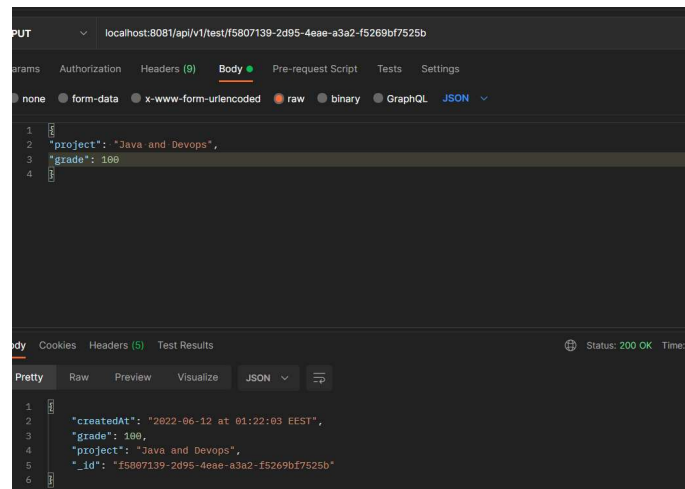 PUT localhost:8081/api/v1/test/f5807139-2d95-4eae-a3a2-f5269bf7525b
arams Authorization Headers (9) Body Pre-request Script Tests Settings
none form-data x-www-form-urlencoded raw binary GraphQL JSON
1 {
2 "project": "Java and Devops",
3 "grade": 100
4 }
ody Cookies Headers (5) Test Results Status: 200 OK Time:
Pretty Raw Preview Visualize JSON
1 {
2 "createdAt": "2022-06-12 at 01:22:03 EEST",
3 "grade": 100,
4 "project": "Java and Devops",
5 "_id": "f5807139-2d95-4eae-a3a2-f5269bf7525b"
6 }